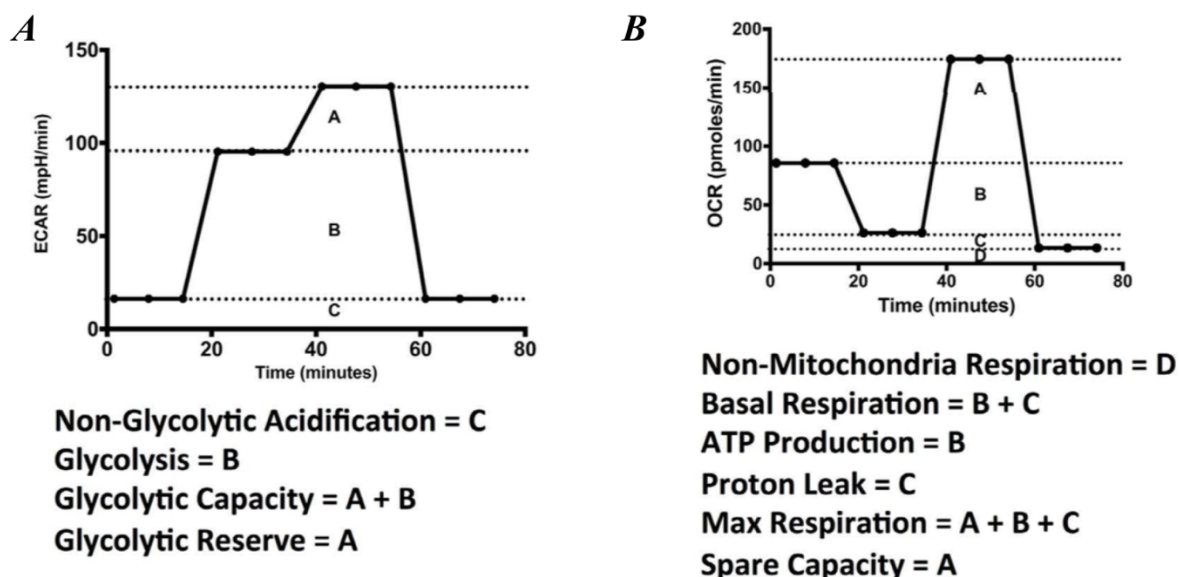 A
150
100
50
0
ECAR (mpH/min)
A
B
C
0 20 40 60 80
Time (minutes)
Non-Glycolytic Acidification = C
Glycolysis = B
Glycolytic Capacity = A + B
Glycolytic Reserve = A
B
200
150
100
50
0
OCR (pmoles/min)
A
B
C
D
0 20 40 60 80
Time (minutes)
Non-Mitochondria Respiration = D
Basal Respiration = B + C
ATP Production = B
Proton Leak = C
Max Respiration = A + B + C
Spare Capacity = A